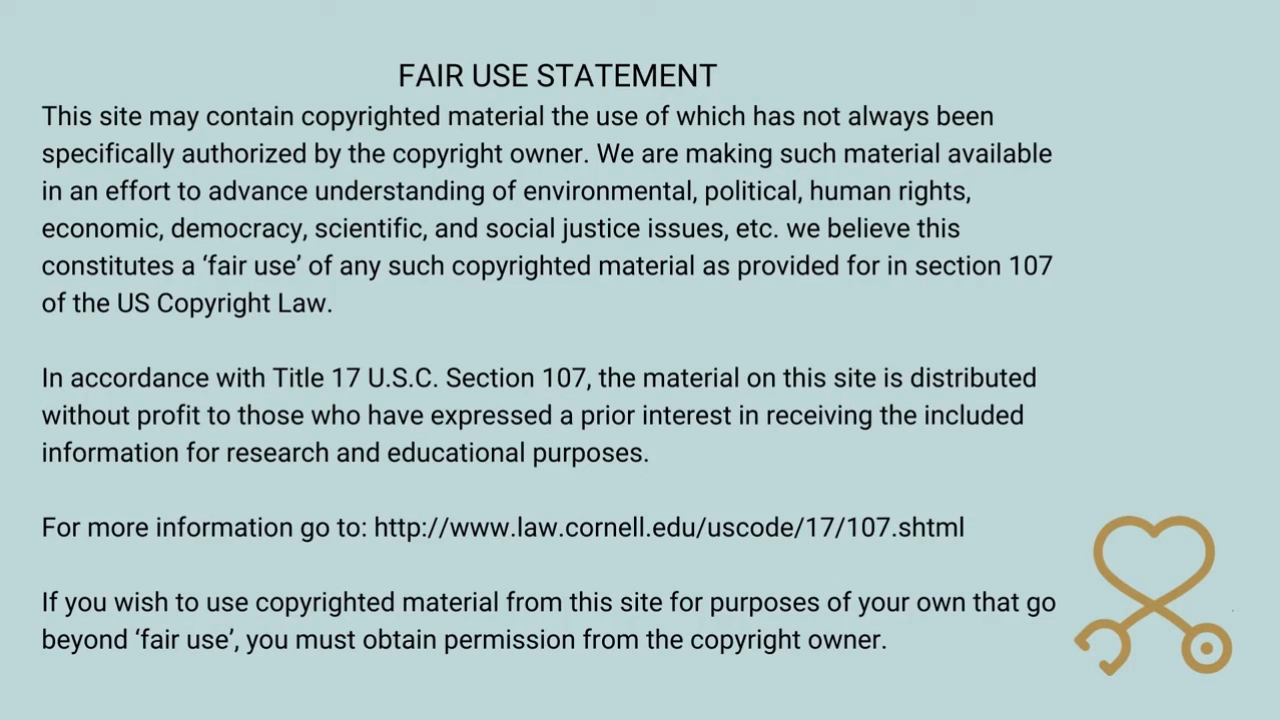 FAIR USE STATEMENT
This site may contain copyrighted material the use of which has not always been
specifically authorized by the copyright owner. We are making such material available
in an effort to advance understanding of environmental, political, human rights,
economic, democracy, scientific, and social justice issues, etc. we believe this
constitutes a ‘fair use’ of any such copyrighted material as provided for in section 107
of the US Copyright Law.
In accordance with Title 17 U.S.C. Section 107, the material on this site is distributed
without profit to those who have expressed a prior interest in receiving the included
information for research and educational purposes.
For more information go to: http://www.law.cornell.edu/uscode/17/107.shtml
If you wish to use copyrighted material from this site for purposes of your own that go
beyond ‘fair use’, you must obtain permission from the copyright owner.